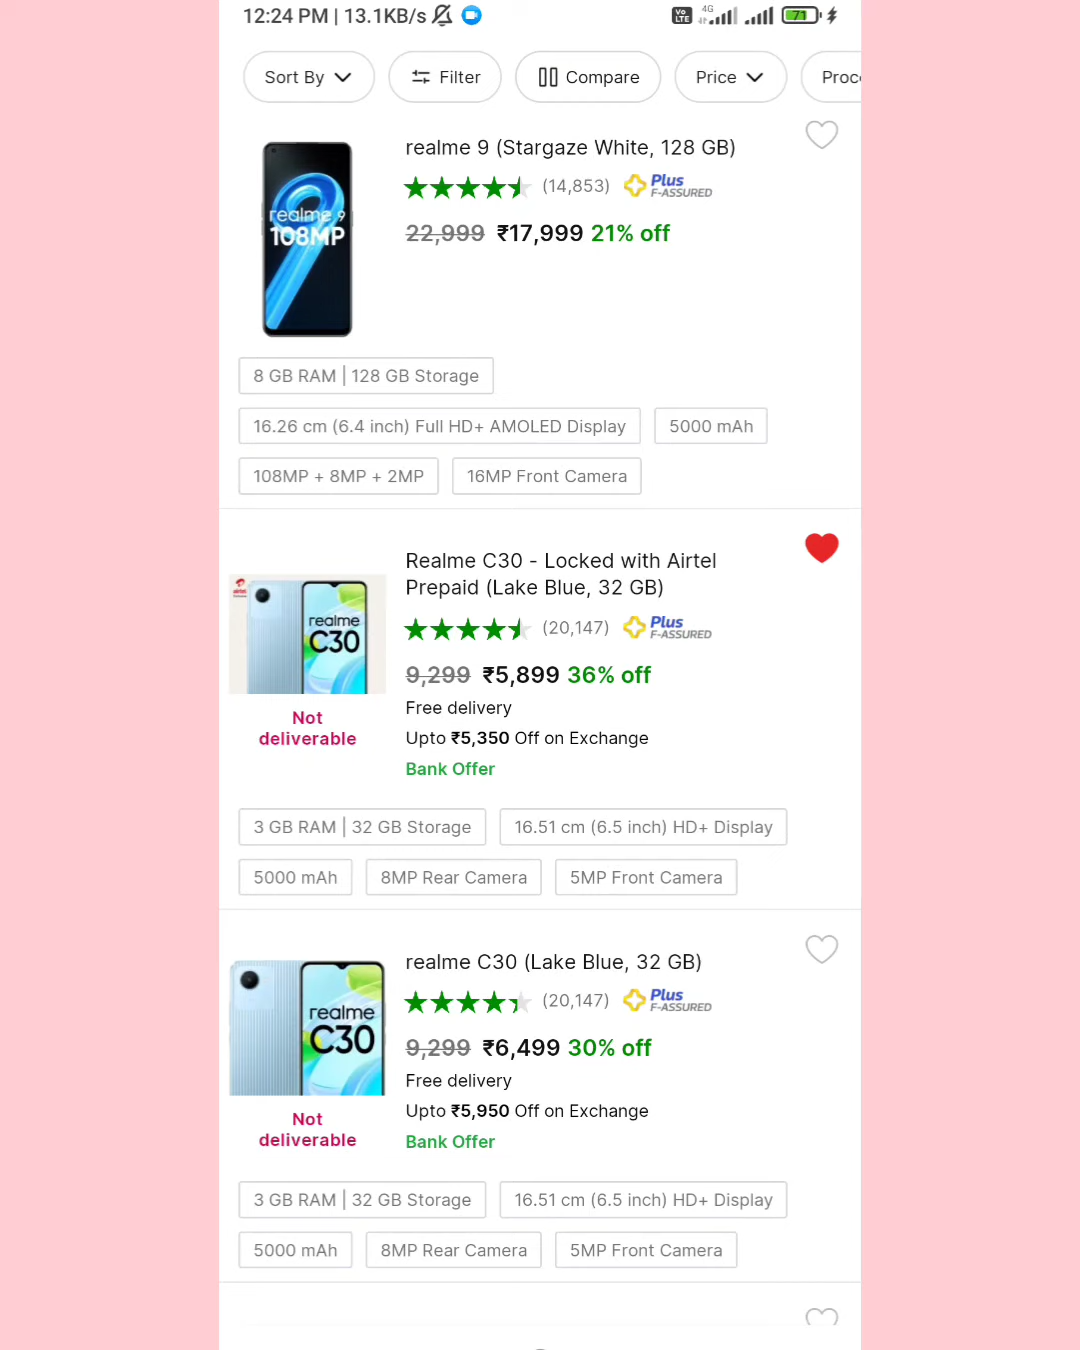 12:24 PM | 13.1KB/s
Vo LTE 4G 71
Sort By Filter Compare Price Proc
realme 9 (Stargaze White, 128 GB)
(14,853) Plus F-ASSURED
22,999 ₹17,999 21% off
realme 9
108MP
8 GB RAM | 128 GB Storage
16.26 cm (6.4 inch) Full HD+ AMOLED Display 5000 mAh
108MP + 8MP + 2MP 16MP Front Camera
Realme C30 - Locked with Airtel
Prepaid (Lake Blue, 32 GB)
(20,147) Plus F-ASSURED
airtel
realme
C30
9,299 ₹5,899 36% off
Free delivery
Not
deliverable
Upto ₹5,350 Off on Exchange
Bank Offer
3 GB RAM | 32 GB Storage 16.51 cm (6.5 inch) HD+ Display
5000 mAh 8MP Rear Camera 5MP Front Camera
realme C30 (Lake Blue, 32 GB)
(20,147) Plus F-ASSURED
realme
C30
9,299 ₹6,499 30% off
Free delivery
Not
deliverable
Upto ₹5,950 Off on Exchange
Bank Offer
3 GB RAM | 32 GB Storage 16.51 cm (6.5 inch) HD+ Display
5000 mAh 8MP Rear Camera 5MP Front Camera